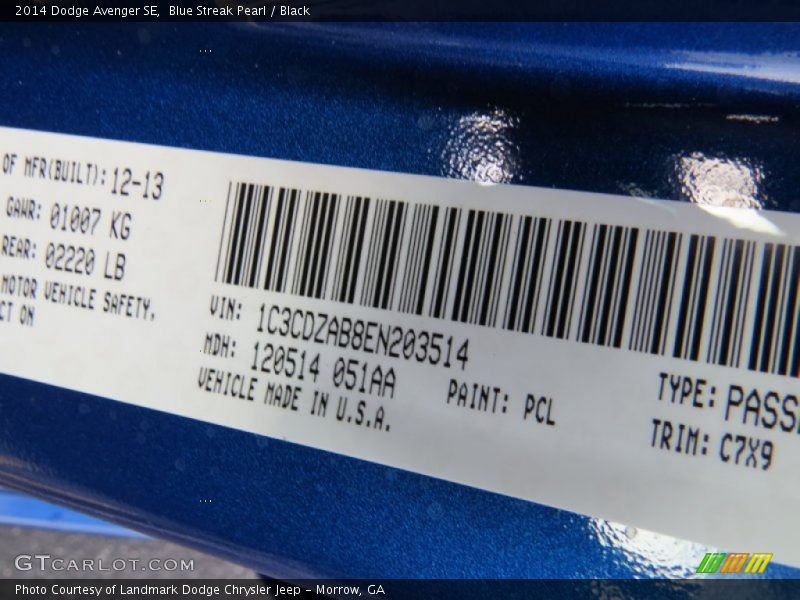 2014 Dodge Avenger SE,  Blue Streak Pearl / Black
OF MFR(BUILT): 12-13
GAWR: 01007 KG
REAR: 02220 LB
MOTOR VEHICLE SAFETY,
CT ON
VIN: 1C3CDZAB8EN203514
MDH: 120514 051AA
VEHICLE MADE IN U.S.A.
PAINT: PCL
TYPE: PASS
TRIM: C7X9
GTCARLOT.COM
Photo Courtesy of Landmark Dodge Chrysler Jeep - Morrow, GA